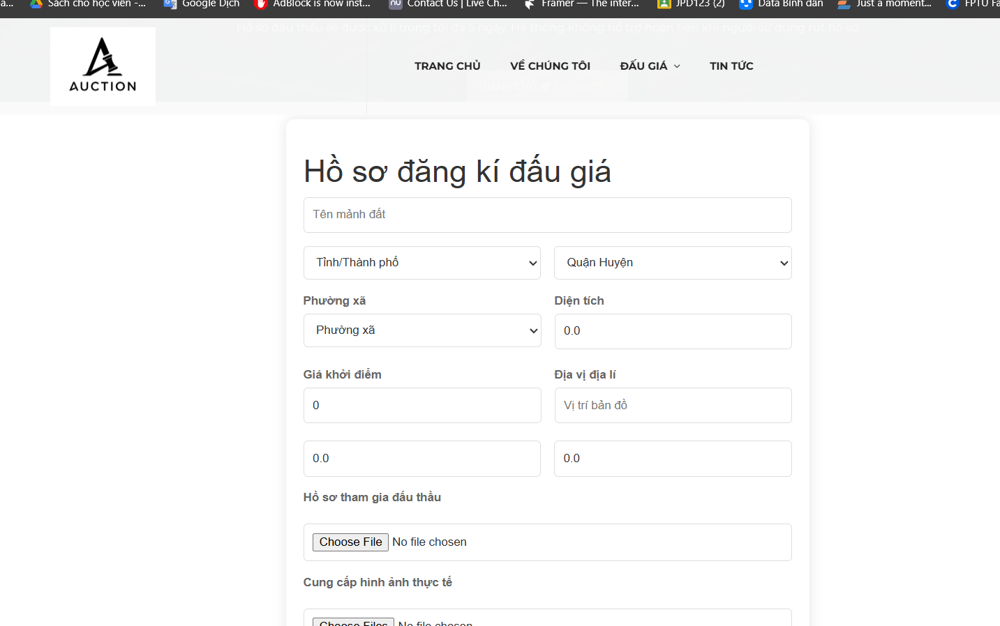 a...
Sách cho học viên -...
Google Dịch
AdBlock is now inst...
Contact Us | Live Ch...
Framer — The inter...
JPD123 (2)
Data Bình dân
Just a moment...
FPTU Fa
Hồ sơ đấu thầu sẽ được xử lí trong tối đa 5 ngày. Hệ thống không hỗ trợ hoàn tiền khi người sử dụng rút hồ sơ
AUCTION
TRANG CHỦ
VỀ CHÚNG TÔI
ĐẤU GIÁ
TIN TỨC
Hồ sơ đăng kí đấu giá
Tên mảnh đất
Tỉnh/Thành phố
Quận Huyện
Phường xã
Diện tích
Phường xã
0.0
Giá khởi điểm
Địa vị địa lí
0
Vị trí bản đồ
0.0
0.0
Hồ sơ tham gia đấu thầu
Choose File No file chosen
Cung cấp hình ảnh thực tế
Choose Files No file chosen